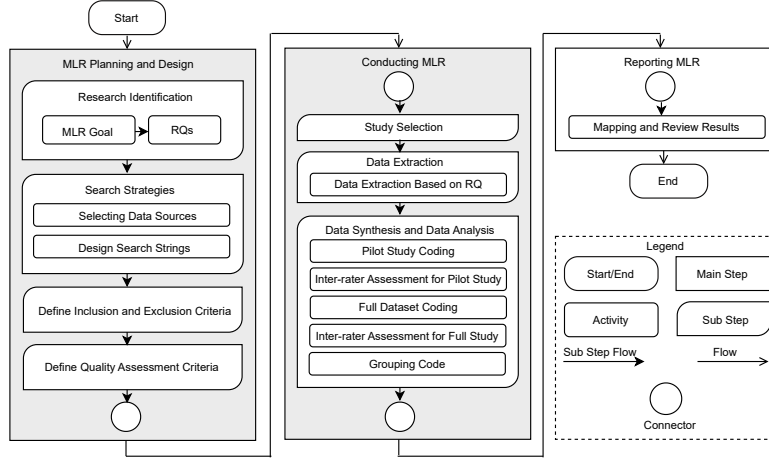 Start
MLR Planning and Design
Research Identification
MLR Goal
RQs
Search Strategies
Selecting Data Sources
Design Search Strings
Define Inclusion and Exclusion Criteria
Define Quality Assessment Criteria
Conducting MLR
Study Selection
Data Extraction
Data Extraction Based on RQ
Data Synthesis and Data Analysis
Pilot Study Coding
Inter-rater Assessment for Pilot Study
Full Dataset Coding
Inter-rater Assessment for Full Study
Grouping Code
Reporting MLR
Mapping and Review Results
End
Legend
Start/End
Main Step
Activity
Sub Step
Sub Step Flow
Flow
Connector